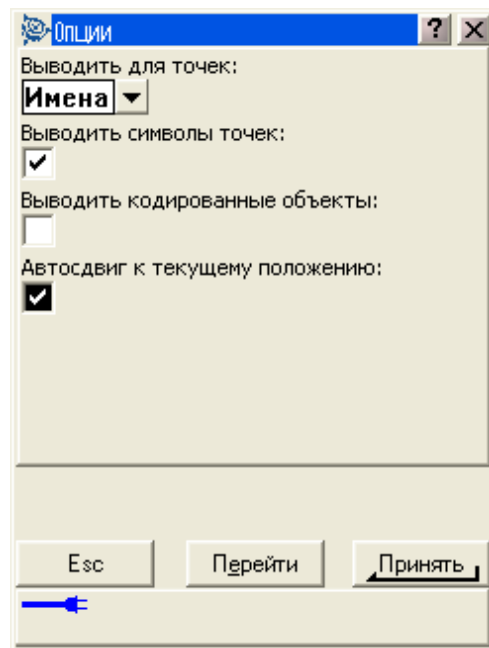 Опции
? X
Выводить для точек:
Имена
Выводить символы точек:
Выводить кодированные объекты:
Автосдвиг к текущему положению:
Esc Перейти Принять